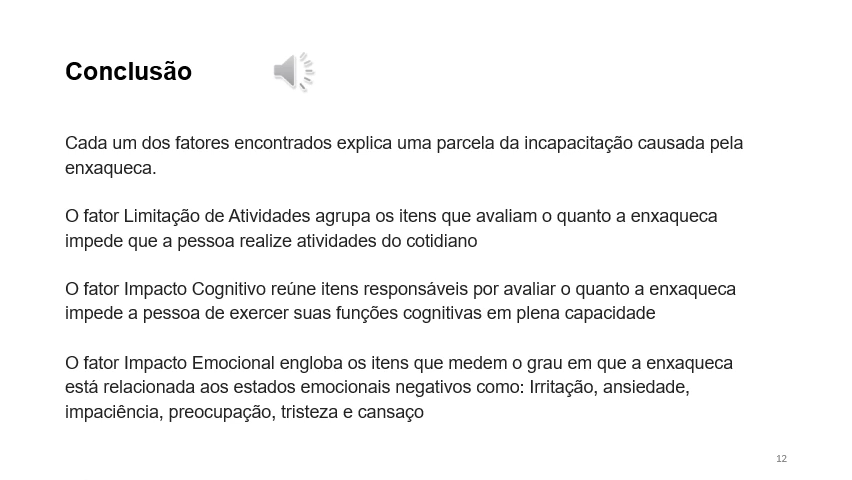 Conclusão
Cada um dos fatores encontrados explica uma parcela da incapacitação causada pela
enxaqueca.
O fator Limitação de Atividades agrupa os itens que avaliam o quanto a enxaqueca
impede que a pessoa realize atividades do cotidiano
O fator Impacto Cognitivo reúne itens responsáveis por avaliar o quanto a enxaqueca
impede a pessoa de exercer suas funções cognitivas em plena capacidade
O fator Impacto Emocional engloba os itens que medem o grau em que a enxaqueca
está relacionada aos estados emocionais negativos como: Irritação, ansiedade,
impaciência, preocupação, tristeza e cansaço
12